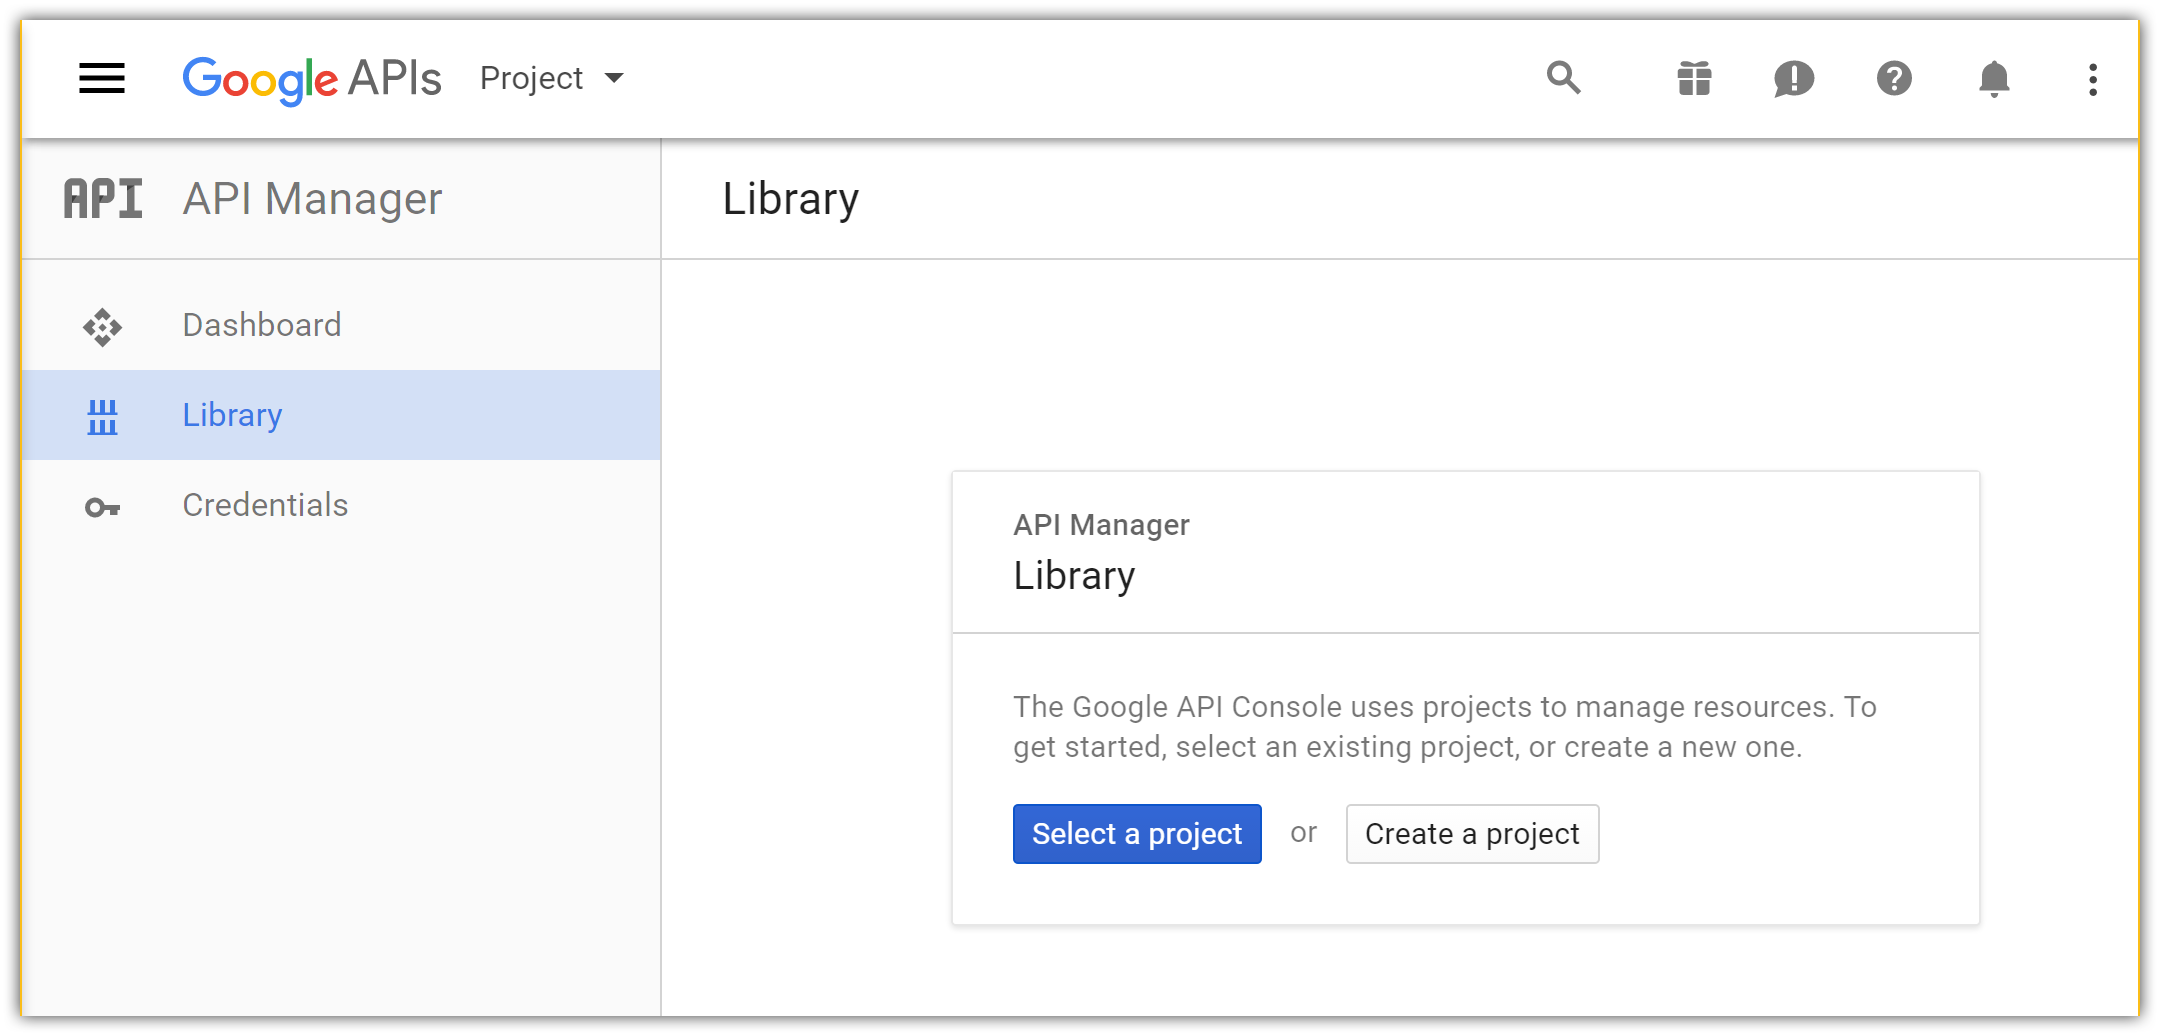 Google APIs Project
API API Manager
Library
Dashboard
Library
Credentials
API Manager
Library
The Google API Console uses projects to manage resources. To
get started, select an existing project, or create a new one.
Select a project or Create a project